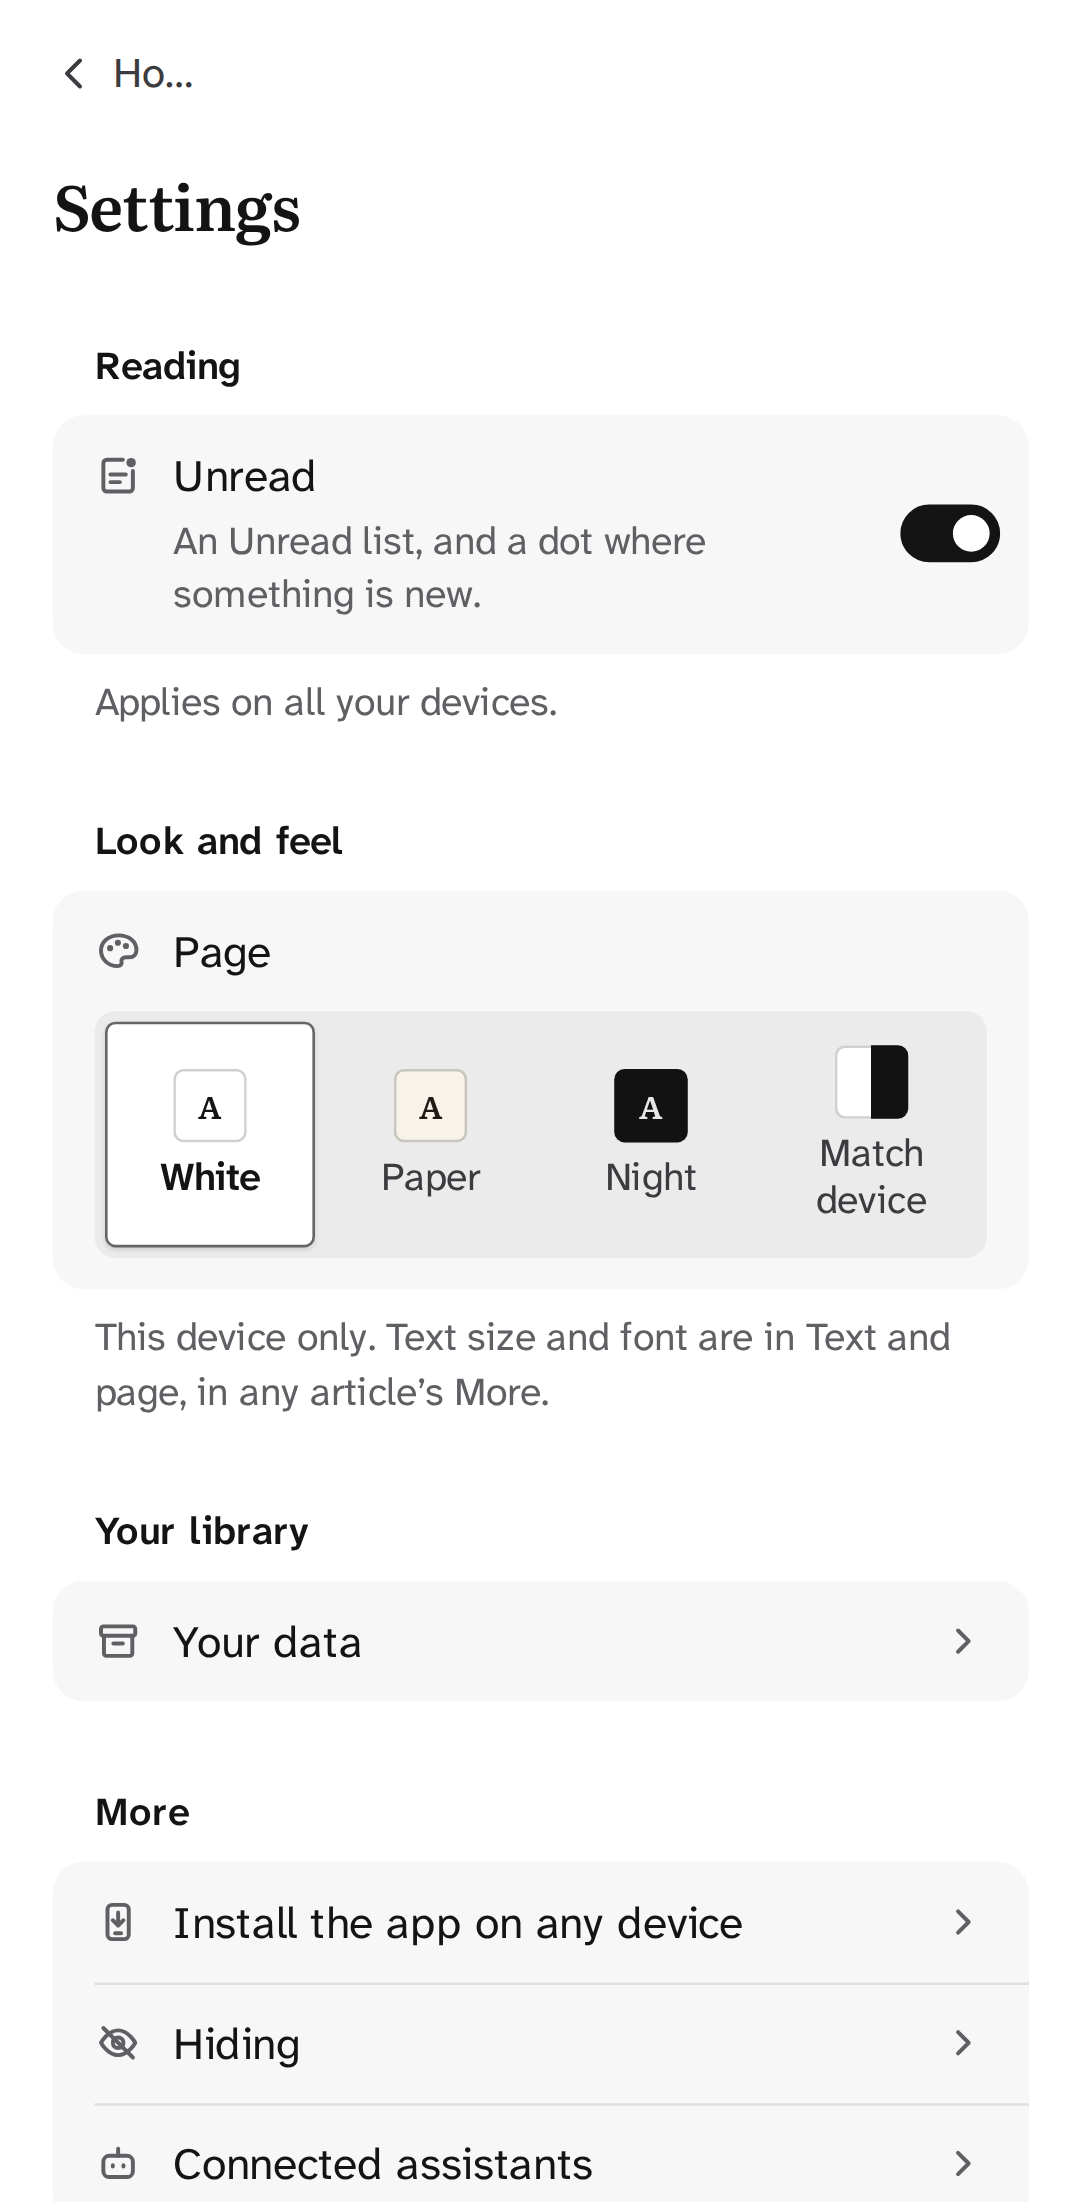 Ho...
Settings
Reading
Unread
An Unread list, and a dot where
something is new.
Applies on all your devices.
Look and feel
Page
A
White
A
Paper
A
Night
Match
device
This device only. Text size and font are in Text and
page, in any article’s More.
Your library
Your data
More
Install the app on any device
Hiding
Connected assistants